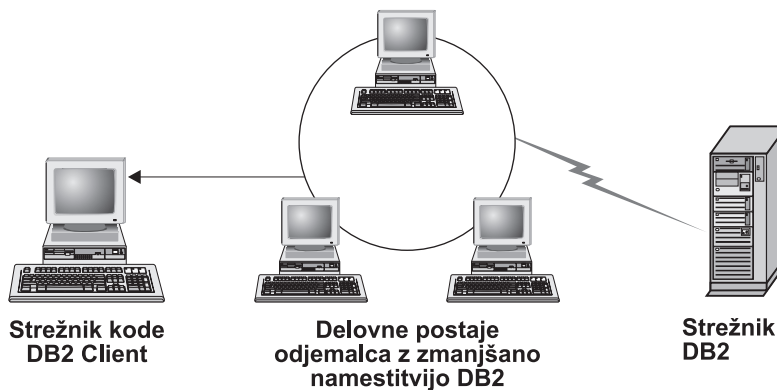 Strežnik kode
DB2 Client
Delovne postaje
odjemalca z zmanjšano
namestitvijo DB2
Strežnik
DB2